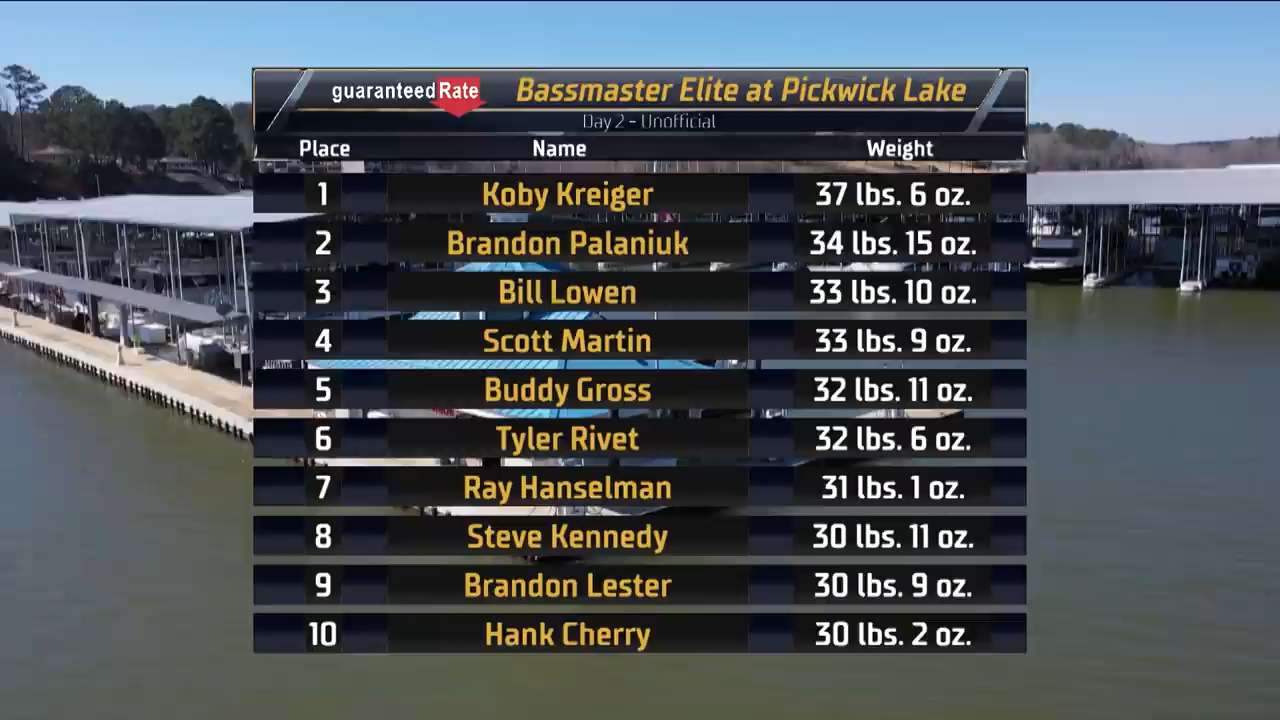 guaranteedRate Bassmaster Elite at Pickwick Lake
Day 2 - Unofficial
Place Name Weight
1 Koby Kreiger 37 lbs. 6 oz.
2 Brandon Palaniuk 34 lbs. 15 oz.
3 Bill Lowen 33 lbs. 10 oz.
4 Scott Martin 33 lbs. 9 oz.
5 Buddy Gross 32 lbs. 11 oz.
6 Tyler Rivet 32 lbs. 6 oz.
7 Ray Hanselman 31 lbs. 1 oz.
8 Steve Kennedy 30 lbs. 11 oz.
9 Brandon Lester 30 lbs. 9 oz.
10 Hank Cherry 30 lbs. 2 oz.